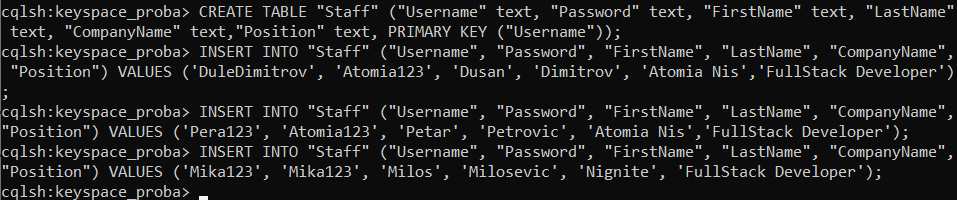 cqlsh:keyspace_proba> CREATE TABLE "Staff" ("Username" text, "Password" text, "FirstName" text, "LastName"
 text, "CompanyName" text,"Position" text, PRIMARY KEY ("Username"));
cqlsh:keyspace_proba> INSERT INTO "Staff" ("Username", "Password", "FirstName", "LastName", "CompanyName",
 "Position") VALUES ('DuleDimitrov', 'Atomia123', 'Dusan', 'Dimitrov', 'Atomia Nis','FullStack Developer')
;
cqlsh:keyspace_proba> INSERT INTO "Staff" ("Username", "Password", "FirstName", "LastName", "CompanyName",
"Position") VALUES ('Pera123', 'Atomia123', 'Petar', 'Petrovic', 'Atomia Nis','FullStack Developer');
cqlsh:keyspace_proba> INSERT INTO "Staff" ("Username", "Password", "FirstName", "LastName", "CompanyName",
"Position") VALUES ('Mika123', 'Mika123', 'Milos', 'Milosevic', 'Nignite', 'FullStack Developer');
cqlsh:keyspace_proba>